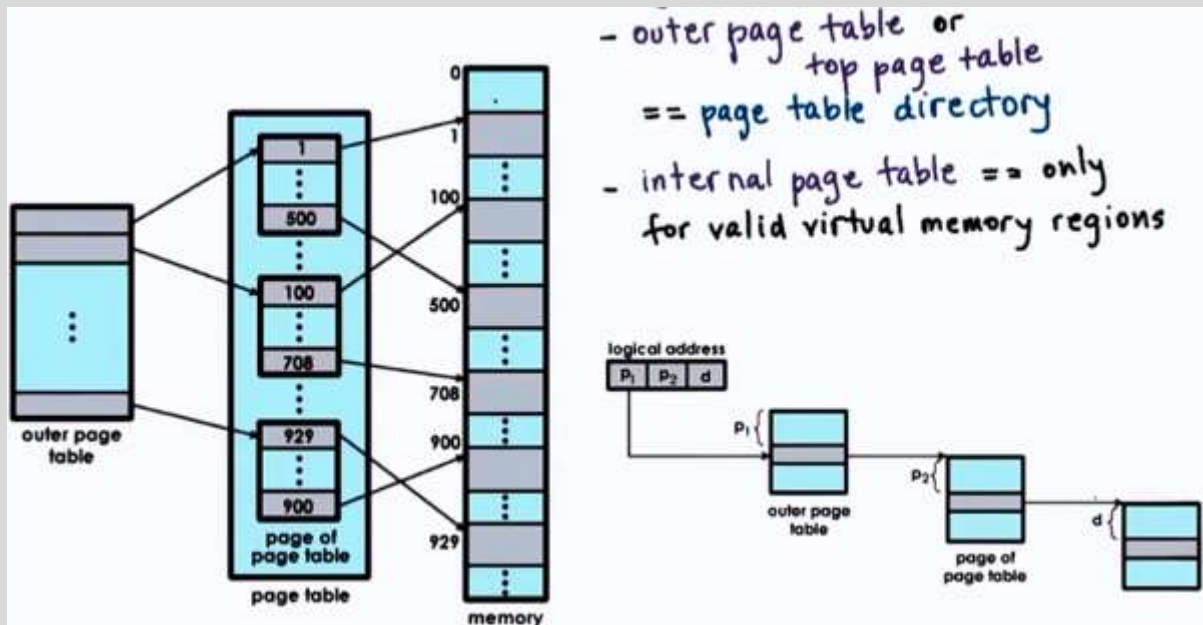 - outer page table or
top page table
== page table directory
- internal page table == only
for valid virtual memory regions
outer page
table
1
500
100
708
929
900
page of
page table
page table
0
1
100
500
708
900
929
memory
logical address
p₁ p₂ d
p₁
outer page
table
p₂
page of
page table
d